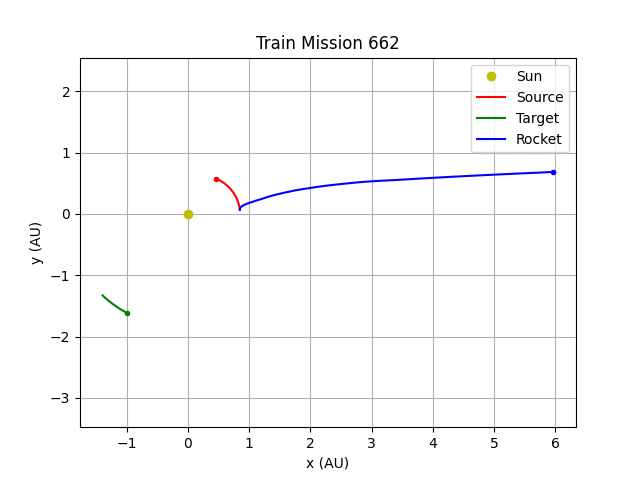 Train Mission 662
Sun
Source
Target
Rocket
2
1
0
−1
−2
−3
y (AU)
−1
0
1
2
3
4
5
6
x (AU)